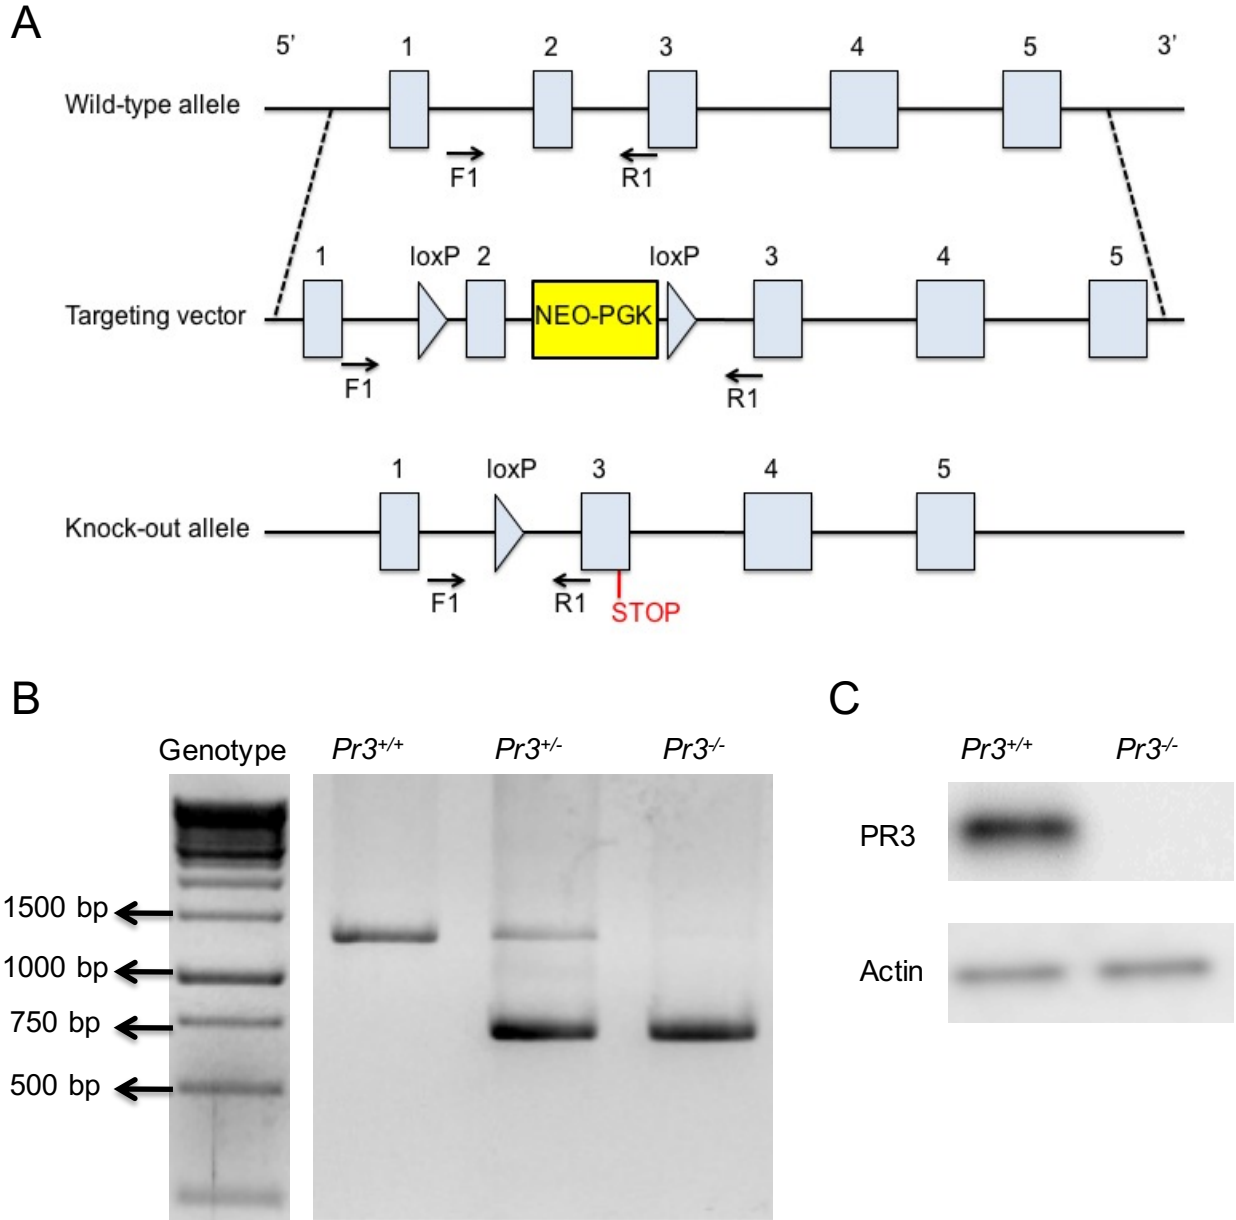 A
5’ 1 2 3 4 5 3’
Wild-type allele
F1 R1
1 loxP 2 loxP 3 4 5
Targeting vector NEO-PGK
F1 R1
1 loxP 3 4 5
Knock-out allele
F1 R1 STOP
B
Genotype Pr3+/+ Pr3+/- Pr3-/-
1500 bp
1000 bp
750 bp
500 bp
C
Pr3+/+ Pr3-/-
PR3
Actin